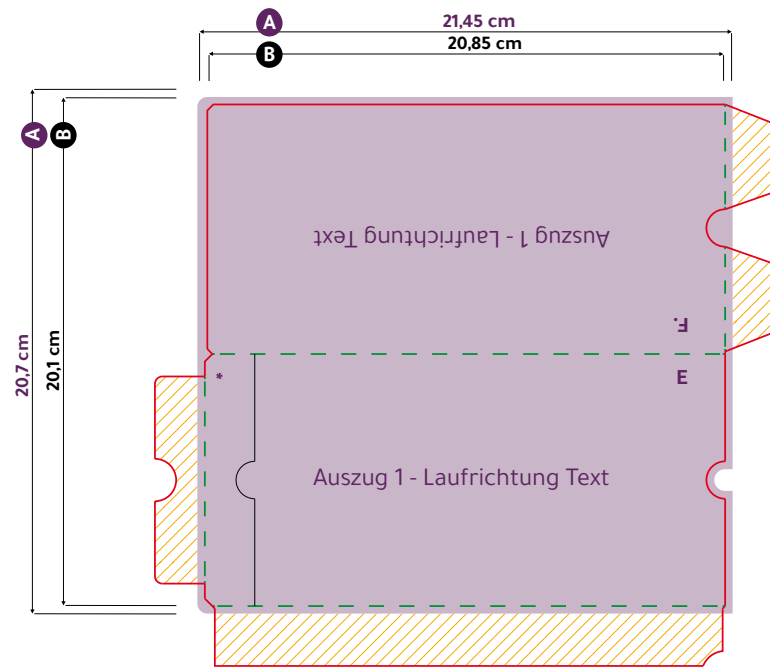 A
21,45 cm
B
20,85 cm
A
B
Auszug 1 - Laufrichtung Text
F.
20,7 cm
20,1 cm
*
E
Auszug 1 - Laufrichtung Text